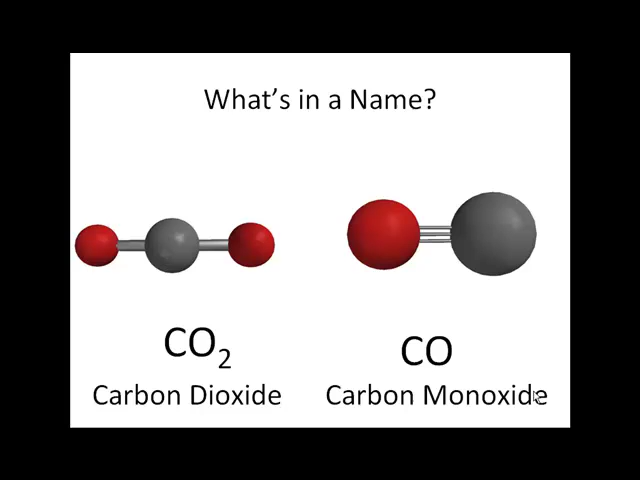 What's in a Name?
CO₂
CO
Carbon Dioxide
Carbon Monoxide